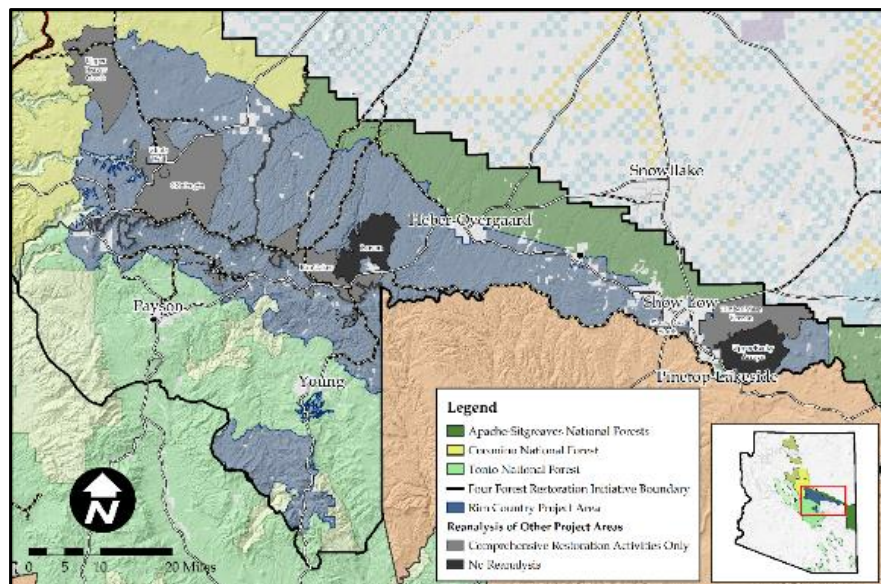 Snowflake
Heber-Overgaard
Show Low
Payson
Pinetop-Lakeside
Young
Legend
Apache-Sitgreaves National Forests
Coconino National Forest
Tonto National Forest
Four Forest Restoration Initiative Boundary
Rim Country Project Area
Reanalysis of Other Project Areas
Comprehensive Restoration Activities Only
No Reanalysis
N
0 5 10 20 Miles